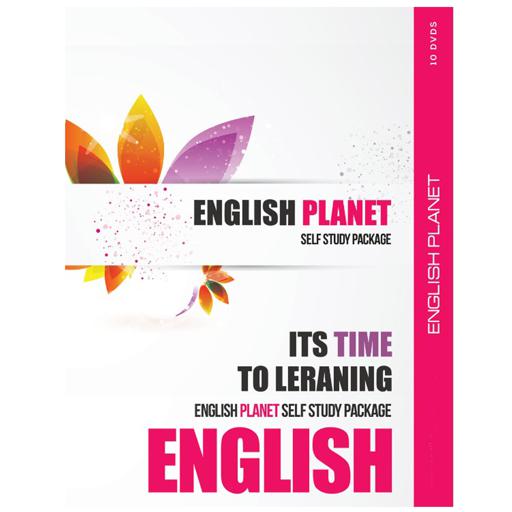 10 DVDS
ENGLISH PLANET
ENGLISH PLANET
SELF STUDY PACKAGE
ITS TIME
TO LERANING
ENGLISH PLANET SELF STUDY PACKAGE
ENGLISH